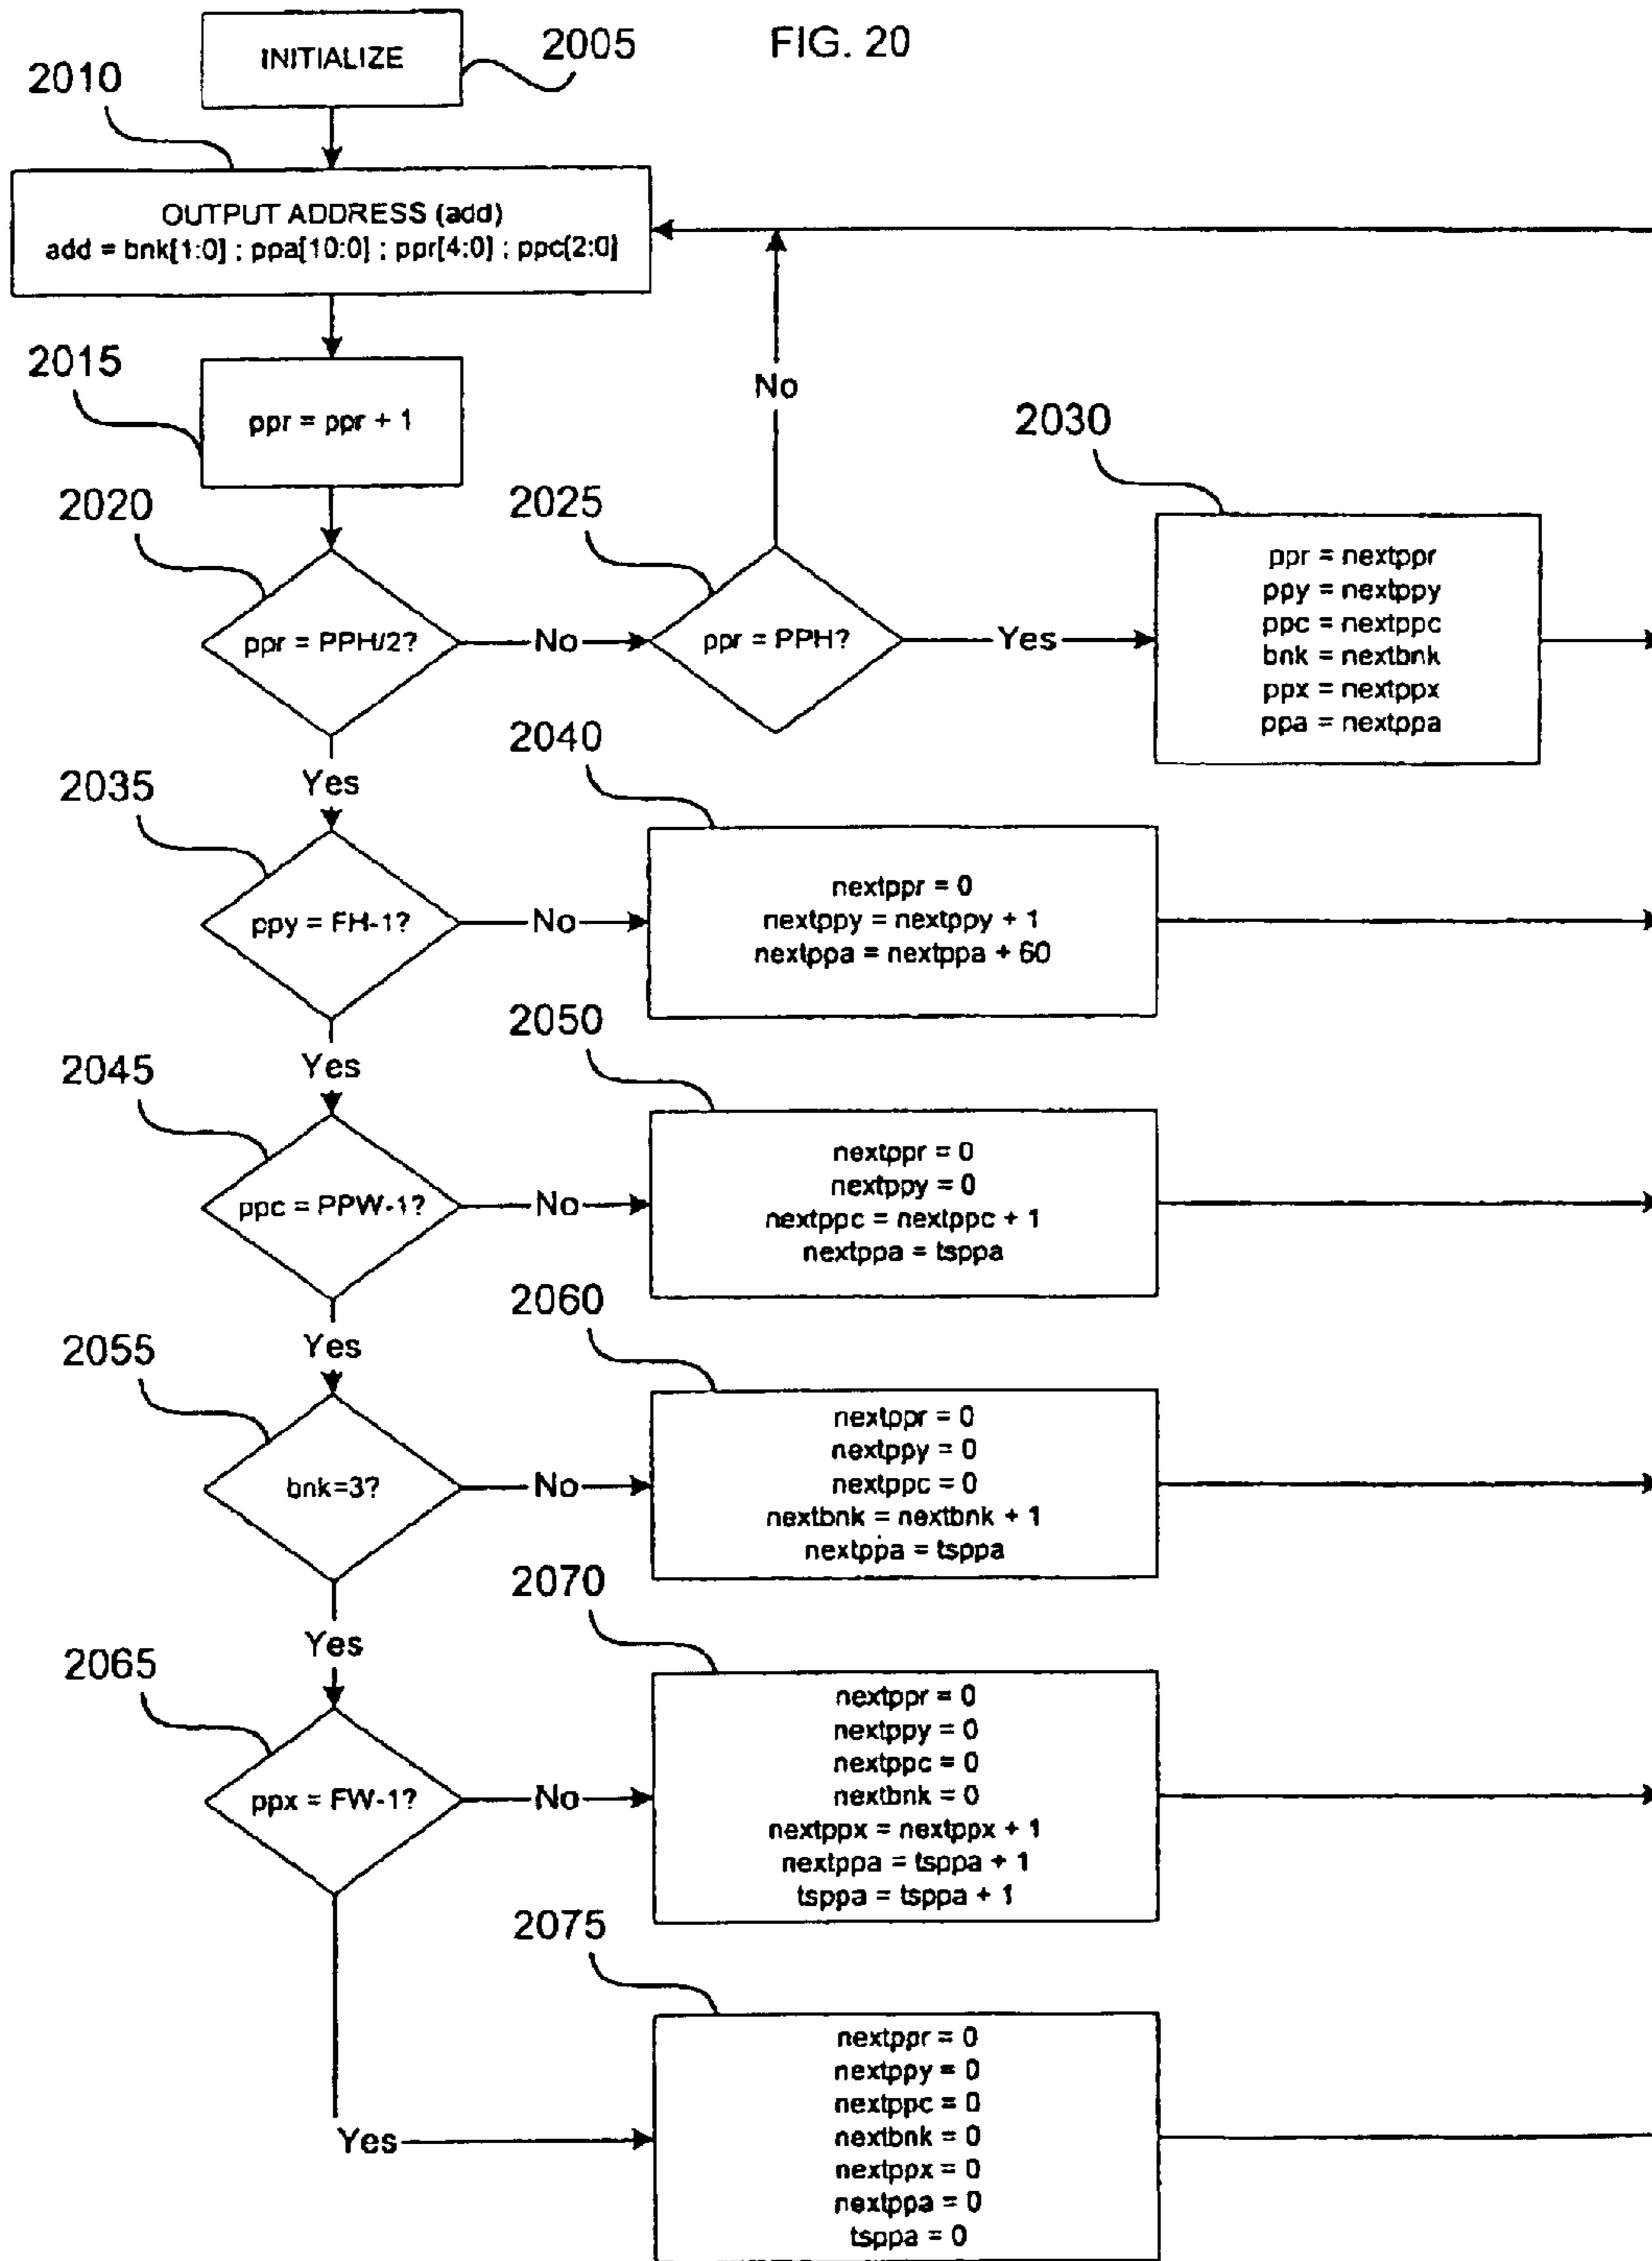 FIG. 20
INITIALIZE
2005
2010
OUTPUT ADDRESS (add)
add = bnk[1:0] ; ppa[10:0] ; ppr[4:0] ; ppc[2:0]
2015
ppr = ppr + 1
No
2020
ppr = PPH/2?
No
2025
ppr = PPH?
Yes
2030
ppr = nextppr
ppy = nextppy
ppc = nextppc
bnk = nextbnk
ppx = nextppx
ppa = nextppa
Yes
2035
ppy = FH-1?
No
2040
nextppr = 0
nextppy = nextppy + 1
nextppa = nextppa + 60
Yes
2045
ppc = PPW-1?
No
2050
nextppr = 0
nextppy = 0
nextppc = nextppc + 1
nextppa = tsppa
Yes
2055
bnk=3?
No
2060
nextppr = 0
nextppy = 0
nextppc = 0
nextbnk = nextbnk + 1
nextppa = tsppa
Yes
2065
ppx = FW-1?
No
2070
nextppr = 0
nextppy = 0
nextppc = 0
nextbnk = 0
nextppx = nextppx + 1
nextppa = tsppa + 1
tsppa = tsppa + 1
Yes
2075
nextppr = 0
nextppy = 0
nextppc = 0
nextbnk = 0
nextppx = 0
nextppa = 0
tsppa = 0